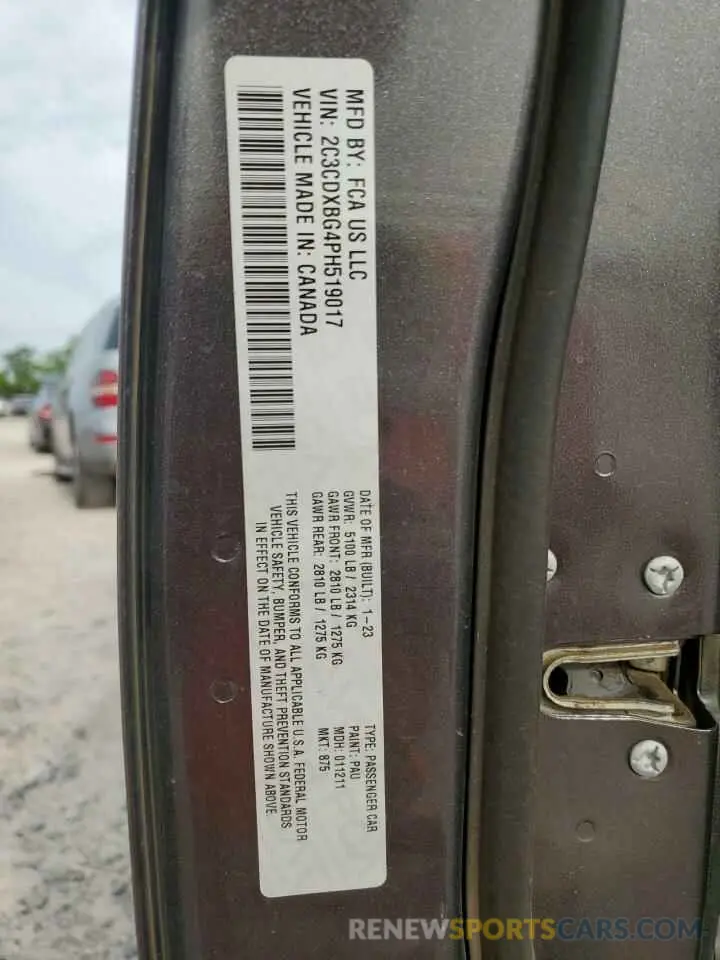 MFD BY: FCA US LLC
VIN: 2C3CDXBG4PH519017
VEHICLE MADE IN: CANADA
DATE OF MFR (BUILT): 1-23
GVWR: 5100 LB / 2314 KG
GAWR FRONT: 2810 LB / 1275 KG
GAWR REAR: 2810 LB / 1275 KG
THIS VEHICLE CONFORMS TO ALL APPLICABLE U.S.A. FEDERAL MOTOR
VEHICLE SAFETY, BUMPER, AND THEFT PREVENTION STANDARDS
IN EFFECT ON THE DATE OF MANUFACTURE SHOWN ABOVE.
TYPE: PASSENGER CAR
PAINT: PAU
MDH: 011211
MKT: 875
RENEWSPORTSCARS.COM